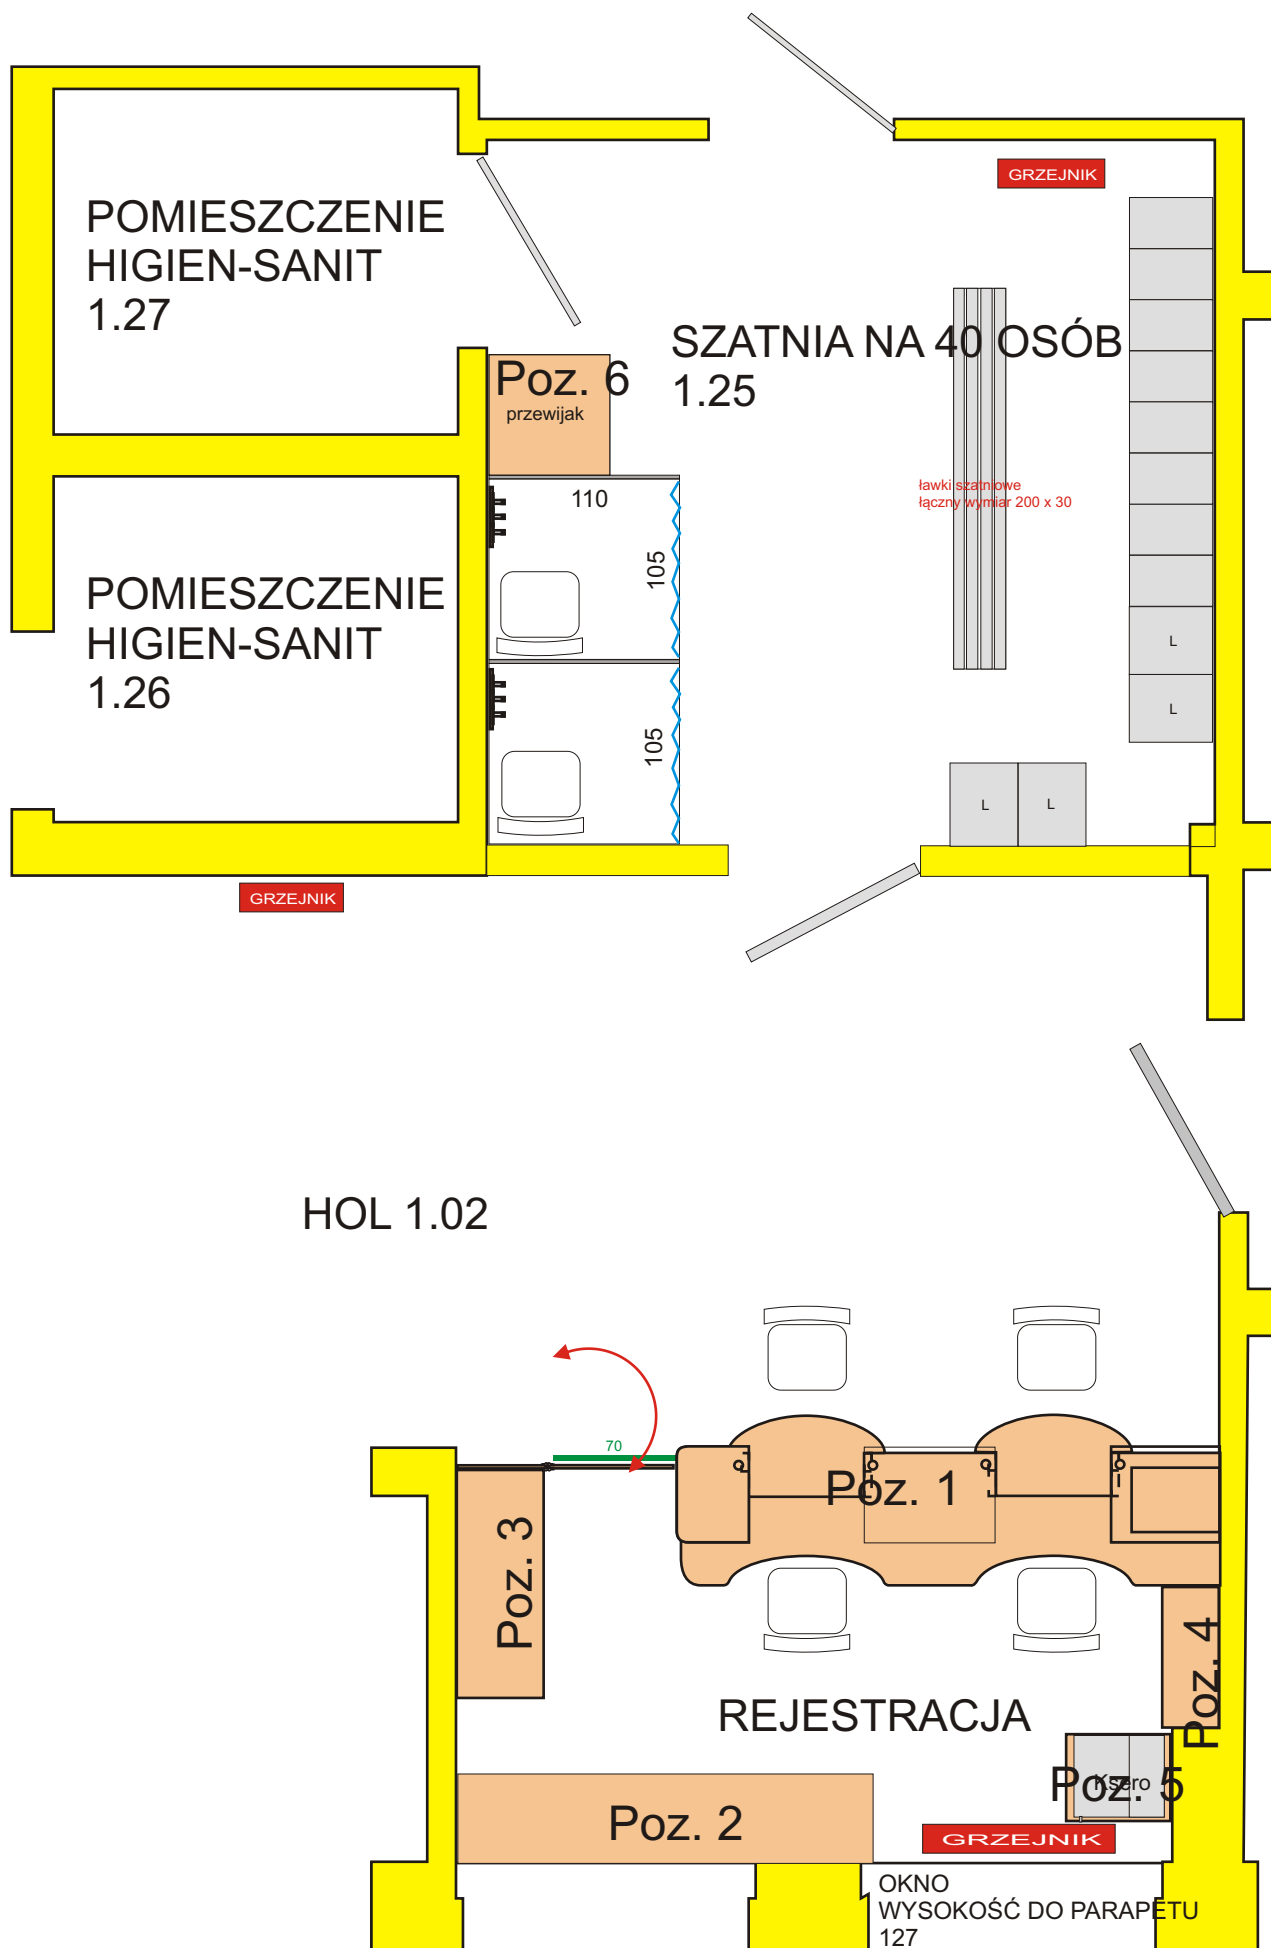 GRZEJNIK
POMIESZCZENIE
HIGIEN-SANIT
1.27
SZATNIA NA 40 OSÓB
1.25
Poz. 6
przewijak
ławki szatniowe
łączny wymiar 200 x 30
110
105
POMIESZCZENIE
HIGIEN-SANIT
1.26
L
L
105
L
L
GRZEJNIK
HOL 1.02
70
Poz. 1
Poz. 3
Poz. 4
REJESTRACJA
Poz. 5
Ksero
Poz. 2
GRZEJNIK
OKNO
WYSOKOŚĆ DO PARAPETU
127